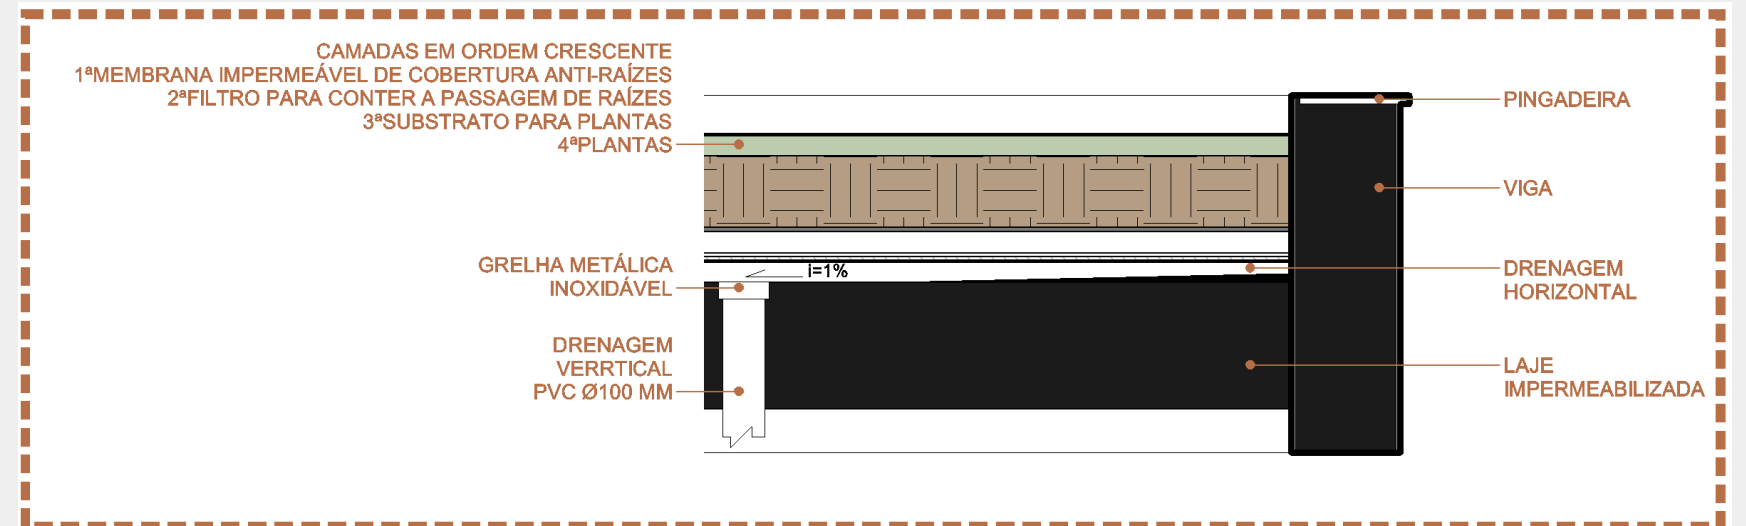 CAMADAS EM ORDEM CRESCENTE
1ªMEMBRANA IMPERMEÁVEL DE COBERTURA ANTI-RAÍZES
2ªFILTRO PARA CONTER A PASSAGEM DE RAÍZES
3ªSUBSTRATO PARA PLANTAS
4ªPLANTAS
GRELHA METÁLICA
INOXIDÁVEL
DRENAGEM
VERRTICAL
PVC Ø100 MM
i=1%
PINGADEIRA
VIGA
DRENAGEM
HORIZONTAL
LAJE
IMPERMEABILIZADA